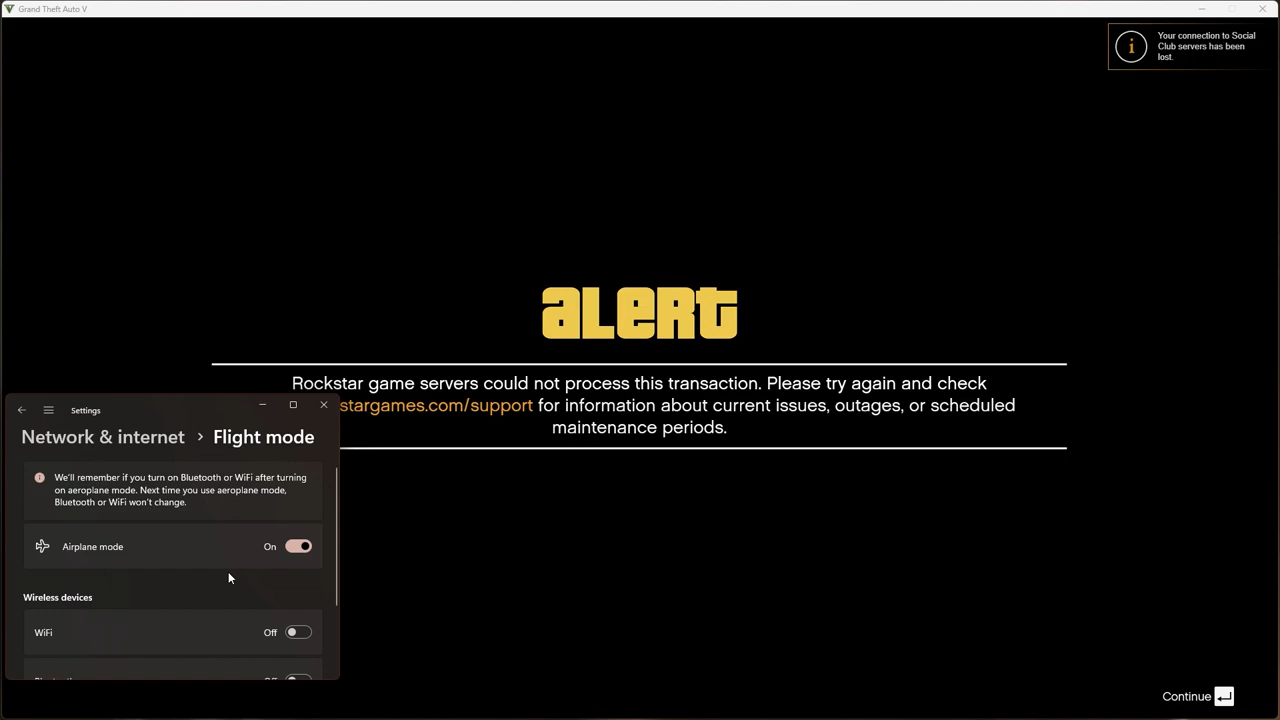 Grand Theft Auto V
Your connection to Social
Club servers has been
lost.
alert
Rockstar game servers could not process this transaction. Please try again and check
stargames.com/support for information about current issues, outages, or scheduled
maintenance periods.
Settings
Network & internet > Flight mode
We'll remember if you turn on Bluetooth or WiFi after turning
on aeroplane mode. Next time you use aeroplane mode,
Bluetooth or WiFi won't change.
Airplane mode On
Wireless devices
WiFi Off
Continue